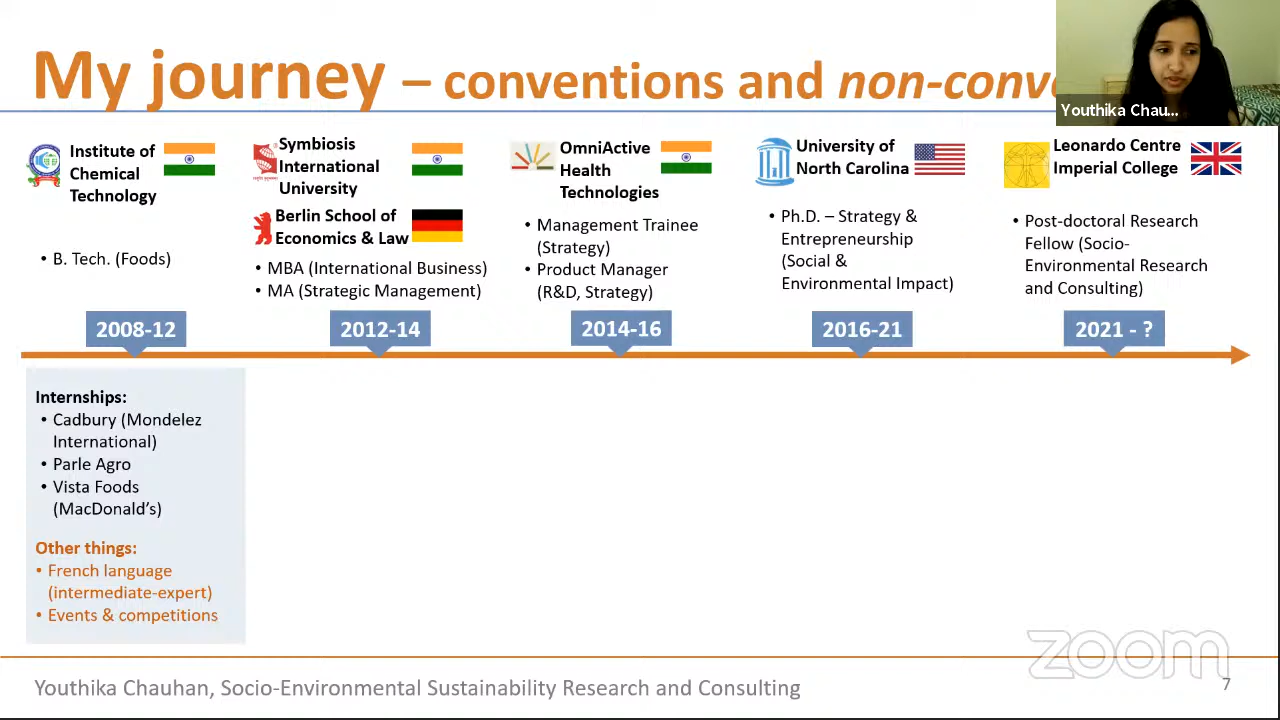 My journey – conventions and non-conve
Youthika Chau...
Institute of
Chemical
Technology
B. Tech. (Foods)
2008-12
Symbiosis
International
University
Berlin School of
Economics & Law
• MBA (International Business)
• MA (Strategic Management)
2012-14
OmniActive
Health
Technologies
• Management Trainee
(Strategy)
• Product Manager
(R&D, Strategy)
2014-16
University of
North Carolina
• Ph.D. – Strategy &
Entrepreneurship
(Social &
Environmental Impact)
2016-21
Leonardo Centre
Imperial College
• Post-doctoral Research
Fellow (Socio-
Environmental Research
and Consulting)
2021 - ?
Internships:
• Cadbury (Mondelez
International)
• Parle Agro
• Vista Foods
(MacDonald’s)
Other things:
• French language
(intermediate-expert)
• Events & competitions
zoom
Youthika Chauhan, Socio-Environmental Sustainability Research and Consulting
7